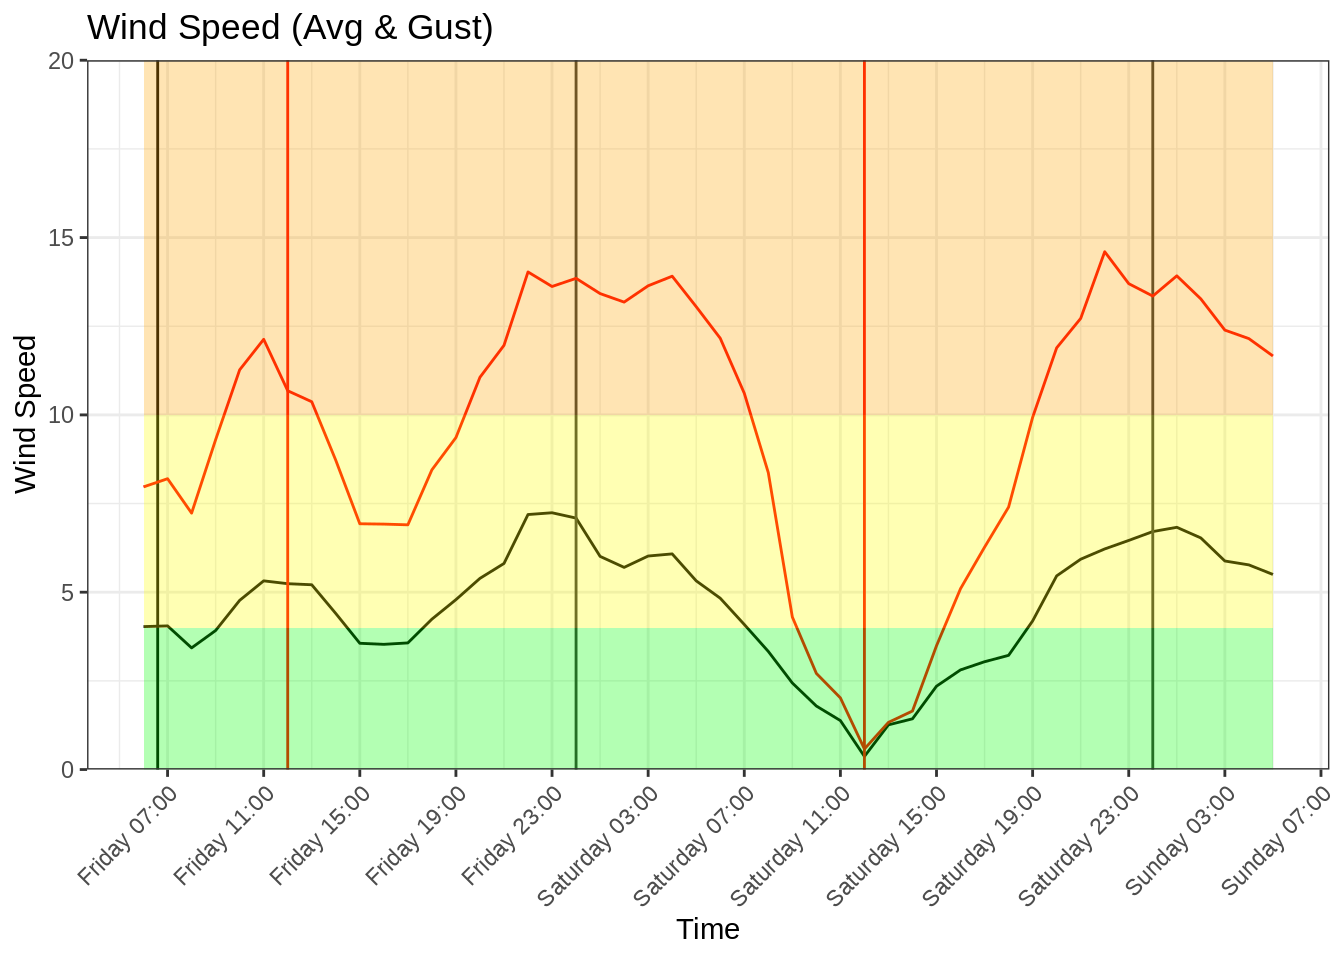 Wind Speed (Avg & Gust)
20
15
10
5
0
Wind Speed
Friday 07:00
Friday 11:00
Friday 15:00
Friday 19:00
Friday 23:00
Saturday 03:00
Saturday 07:00
Saturday 11:00
Saturday 15:00
Saturday 19:00
Saturday 23:00
Sunday 03:00
Sunday 07:00
Time